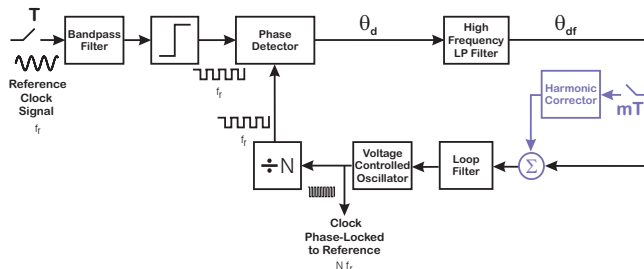 T
Bandpass
Filter
Phase
Detector
θd
High
Frequency
LP Filter
θdf
Reference
Clock
Signal
fr
fr
fr
Harmonic
Corrector
mT
÷N
Voltage
Controlled
Oscillator
Loop
Filter
Σ
Clock
Phase-Locked
to Reference
N fr